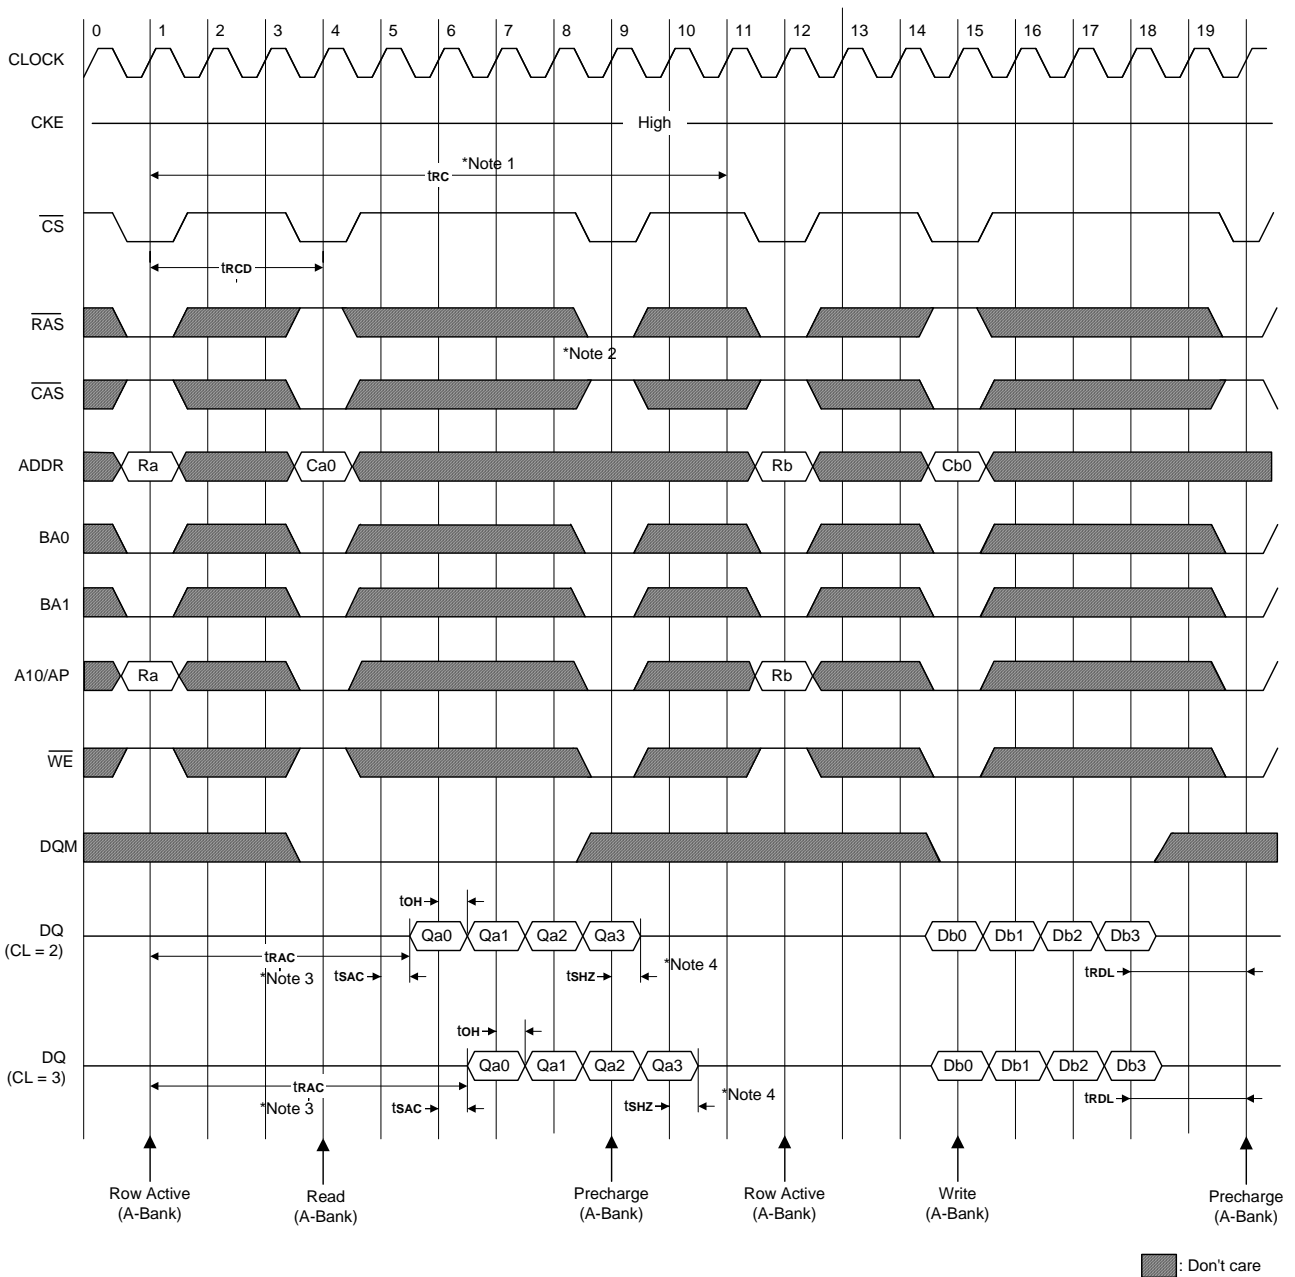 0 1 2 3 4 5 6 7 8 9 10 11 12 13 14 15 16 17 18 19
CLOCK
CKE
High
*Note 1
tRC
CS
tRCD
RAS
*Note 2
CAS
ADDR
Ra Ca0 Rb Cb0
BA0
BA1
A10/AP
Ra Rb
WE
DQM
tOH
DQ
(CL = 2)
Qa0 Qa1 Qa2 Qa3 Db0 Db1 Db2 Db3
tRAC
*Note 3
tSAC
tSHZ
*Note 4
tRDL
tOH
DQ
(CL = 3)
Qa0 Qa1 Qa2 Qa3 Db0 Db1 Db2 Db3
tRAC
*Note 3
tSAC
tSHZ
*Note 4
tRDL
Row Active
(A-Bank)
Read
(A-Bank)
Precharge
(A-Bank)
Row Active
(A-Bank)
Write
(A-Bank)
Precharge
(A-Bank)
: Don't care